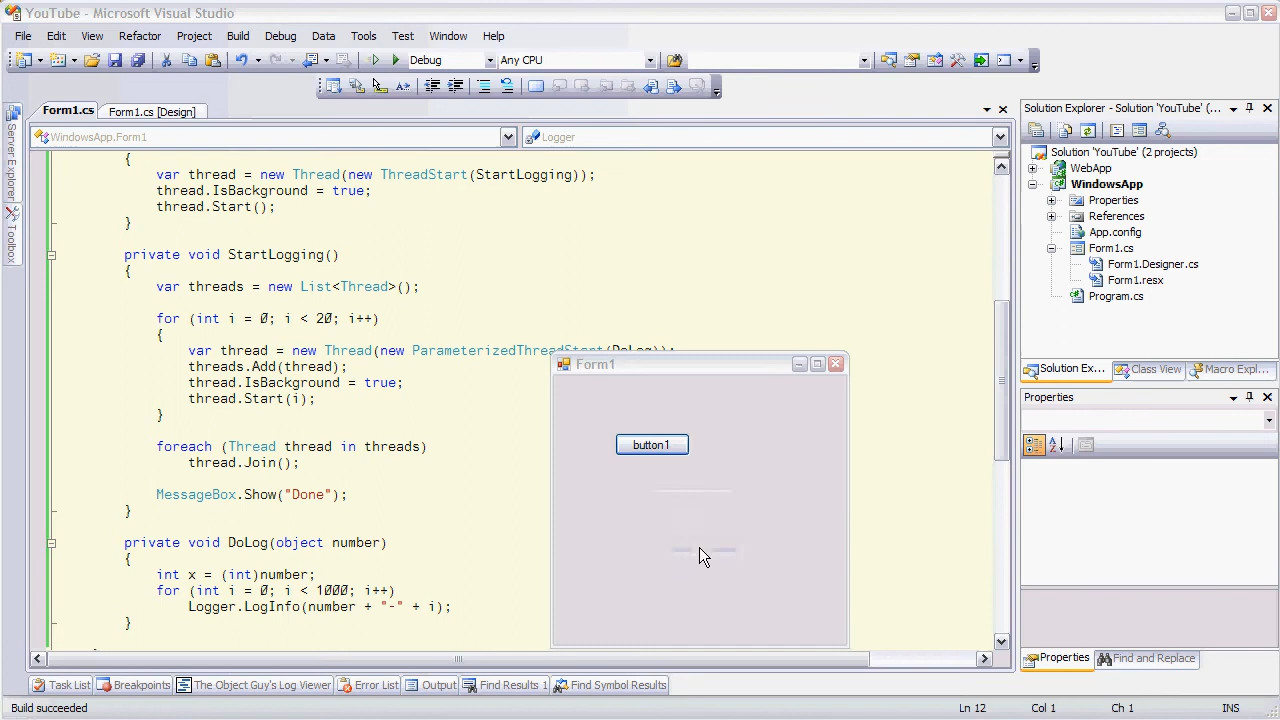 YouTube - Microsoft Visual Studio
File Edit View Refactor Project Build Debug Data Tools Test Window Help
Debug Any CPU
Form1.cs Form1.cs [Design]
WindowsApp.Form1 Logger
Server Explorer
Toolbox
{
var thread = new Thread(new ThreadStart(StartLogging));
thread.IsBackground = true;
thread.Start();
}
private void StartLogging()
{
var threads = new List<Thread>();
for (int i = 0; i < 20; i++)
{
var thread = new Thread(new ParameterizedThreadStart(DoLog));
threads.Add(thread);
thread.IsBackground = true;
thread.Start(i);
}
foreach (Thread thread in threads)
thread.Join();
MessageBox.Show("Done");
}
private void DoLog(object number)
{
int x = (int)number;
for (int i = 0; i < 1000; i++)
Logger.LogInfo(number + "-" + i);
}
Form1
button1
Solution Explorer - Solution 'YouTube' (...
Solution 'YouTube' (2 projects)
WebApp
WindowsApp
Properties
References
App.config
Form1.cs
Form1.Designer.cs
Form1.resx
Program.cs
Solution Ex... Class View Macro Expl...
Properties
Properties Find and Replace
Task List Breakpoints The Object Guy's Log Viewer Error List Output Find Results 1 Find Symbol Results
Build succeeded Ln 12 Col 1 Ch 1 INS